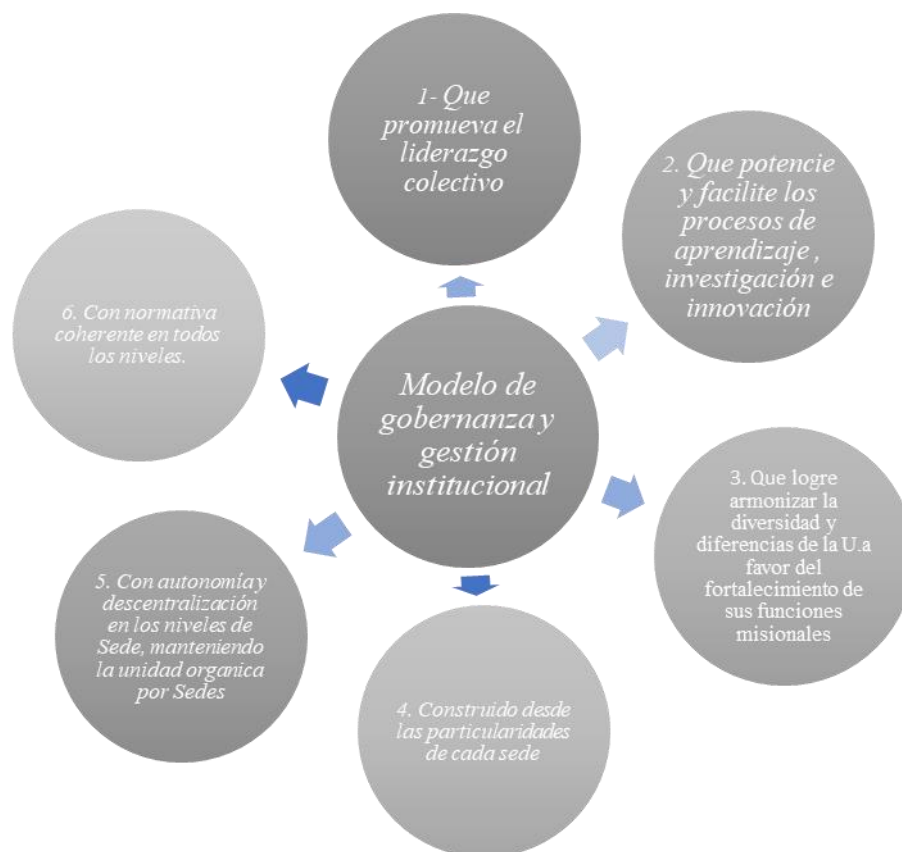 1- Que
promueva el
liderazgo
colectivo
2. Que potencie
y facilite los
procesos de
aprendizaje ,
investigación e
innovación
3. Que logre
armonizar la
diversidad y
diferencias de la U.a
favor del
fortalecimiento de
sus funciones
misionales
4. Construido desde
las particularidades
de cada sede
5. Con autonomía y
descentralización
en los niveles de
Sede, manteniendo
la unidad organica
por Sedes
6. Con normativa
coherente en todos
los niveles.
Modelo de
gobernanza y
gestión
institucional